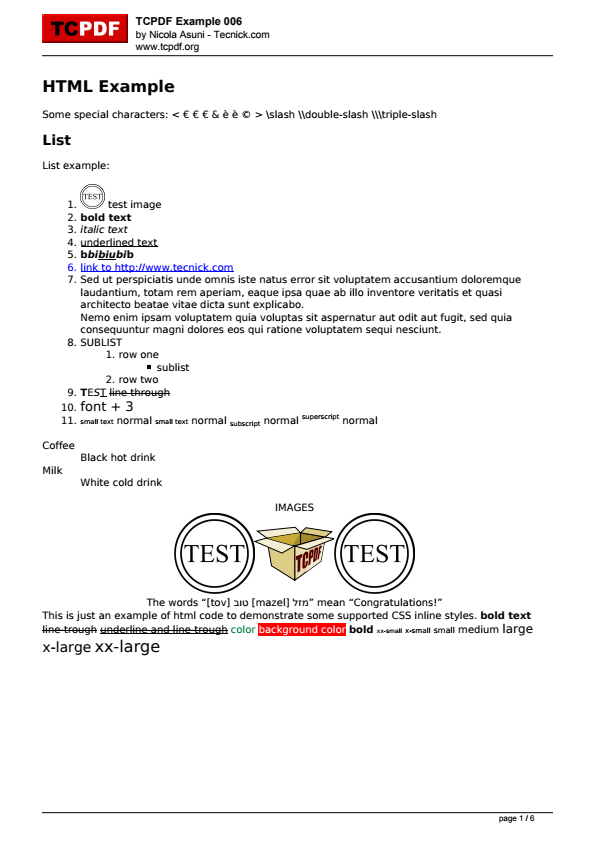 TCPDF
TCPDF Example 006
by Nicola Asuni - Tecnick.com
www.tcpdf.org
HTML Example
Some special characters: < € € € & è è © > \slash \\double-slash \\\triple-slash
List
List example:
1. TEST test image
2. bold text
3. italic text
4. underlined text
5. bbibiubib
6. link to http://www.tecnick.com
7. Sed ut perspiciatis unde omnis iste natus error sit voluptatem accusantium doloremque
laudantium, totam rem aperiam, eaque ipsa quae ab illo inventore veritatis et quasi
architecto beatae vitae dicta sunt explicabo.
Nemo enim ipsam voluptatem quia voluptas sit aspernatur aut odit aut fugit, sed quia
consequuntur magni dolores eos qui ratione voluptatem sequi nesciunt.
8. SUBLIST
1. row one
▪ sublist
2. row two
9. TEST line through
10. font + 3
11. small text normal small text normal subscript normal superscript normal
Coffee
Black hot drink
Milk
White cold drink
IMAGES
TEST TCPDF TEST
The words “[tov] טוב [mazel] מזל” mean “Congratulations!”
This is just an example of html code to demonstrate some supported CSS inline styles. bold text
line trough underline and line trough color background color bold xx-small x-small small medium large
x-large xx-large
page 1 / 6